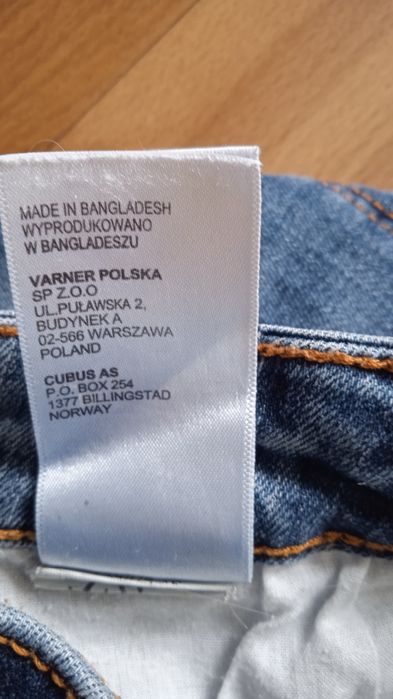 MADE IN BANGLADESH
WYPRODUKOWANO
W BANGLADESZU
VARNER POLSKA
SP Z.O.O
UL.PUŁAWSKA 2,
BUDYNEK A
02-566 WARSZAWA
POLAND
CUBUS AS
P.O. BOX 254
1377 BILLINGSTAD
NORWAY